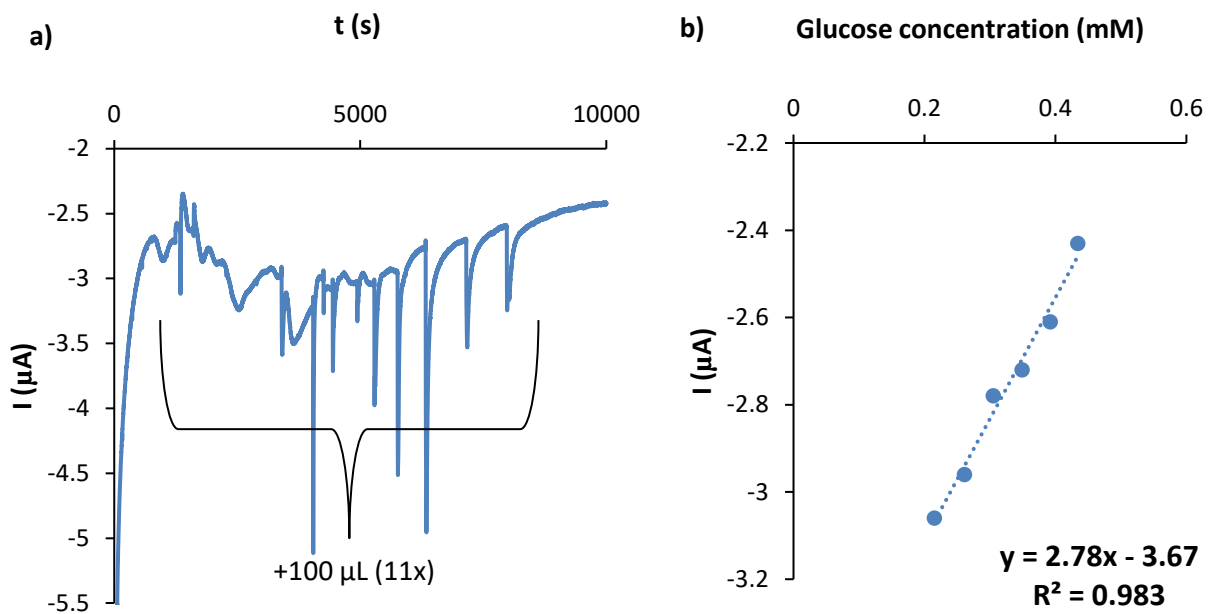 a)
t (s)
0
5000
10000
-2
-2.5
-3
-3.5
-4
-4.5
-5
-5.5
I (µA)
+100 µL (11x)
b)
Glucose concentration (mM)
0
0.2
0.4
0.6
-2.2
-2.4
-2.6
-2.8
-3
-3.2
I (µA)
y = 2.78x - 3.67
R² = 0.983